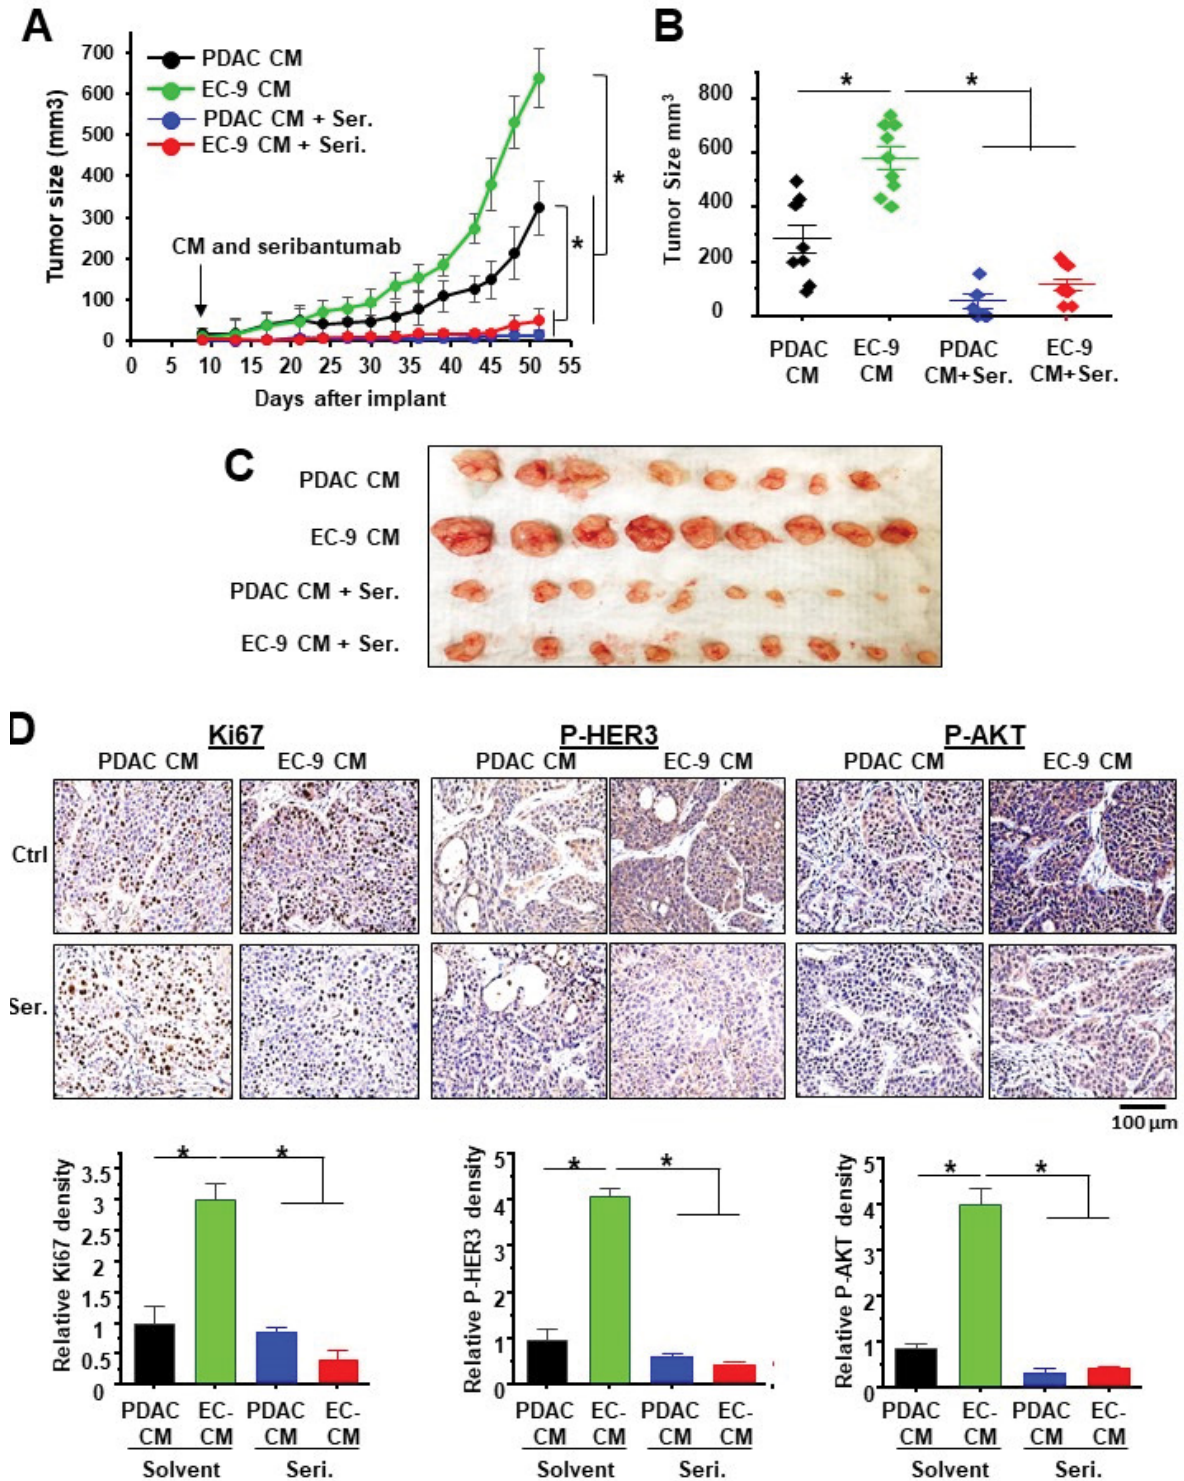 A
700
600
500
400
300
200
100
0
Tumor size (mm3)
PDAC CM
EC-9 CM
PDAC CM + Ser.
EC-9 CM + Seri.
CM and seribantumab
*
*
0 5 10 15 20 25 30 35 40 45 50 55
Days after implant
B
800
600
400
200
0
Tumor Size mm3
*
*
PDAC CM
EC-9 CM
PDAC CM+Ser.
EC-9 CM+Ser.
C
PDAC CM
EC-9 CM
PDAC CM + Ser.
EC-9 CM + Ser.
D
Ki67
P-HER3
P-AKT
PDAC CM
EC-9 CM
PDAC CM
EC-9 CM
PDAC CM
EC-9 CM
Ctrl
Ser.
100 µm
Relative Ki67 density
3.5
3
2.5
2
1.5
1
0.5
0
*
*
PDAC CM
EC- CM
PDAC CM
EC- CM
Solvent
Seri.
Relative P-HER3 density
5
4
3
2
1
0
*
*
PDAC CM
EC- CM
PDAC CM
EC- CM
Solvent
Seri.
Relative P-AKT density
5
4
3
2
1
0
*
*
PDAC CM
EC- CM
PDAC CM
EC- CM
Solvent
Seri.